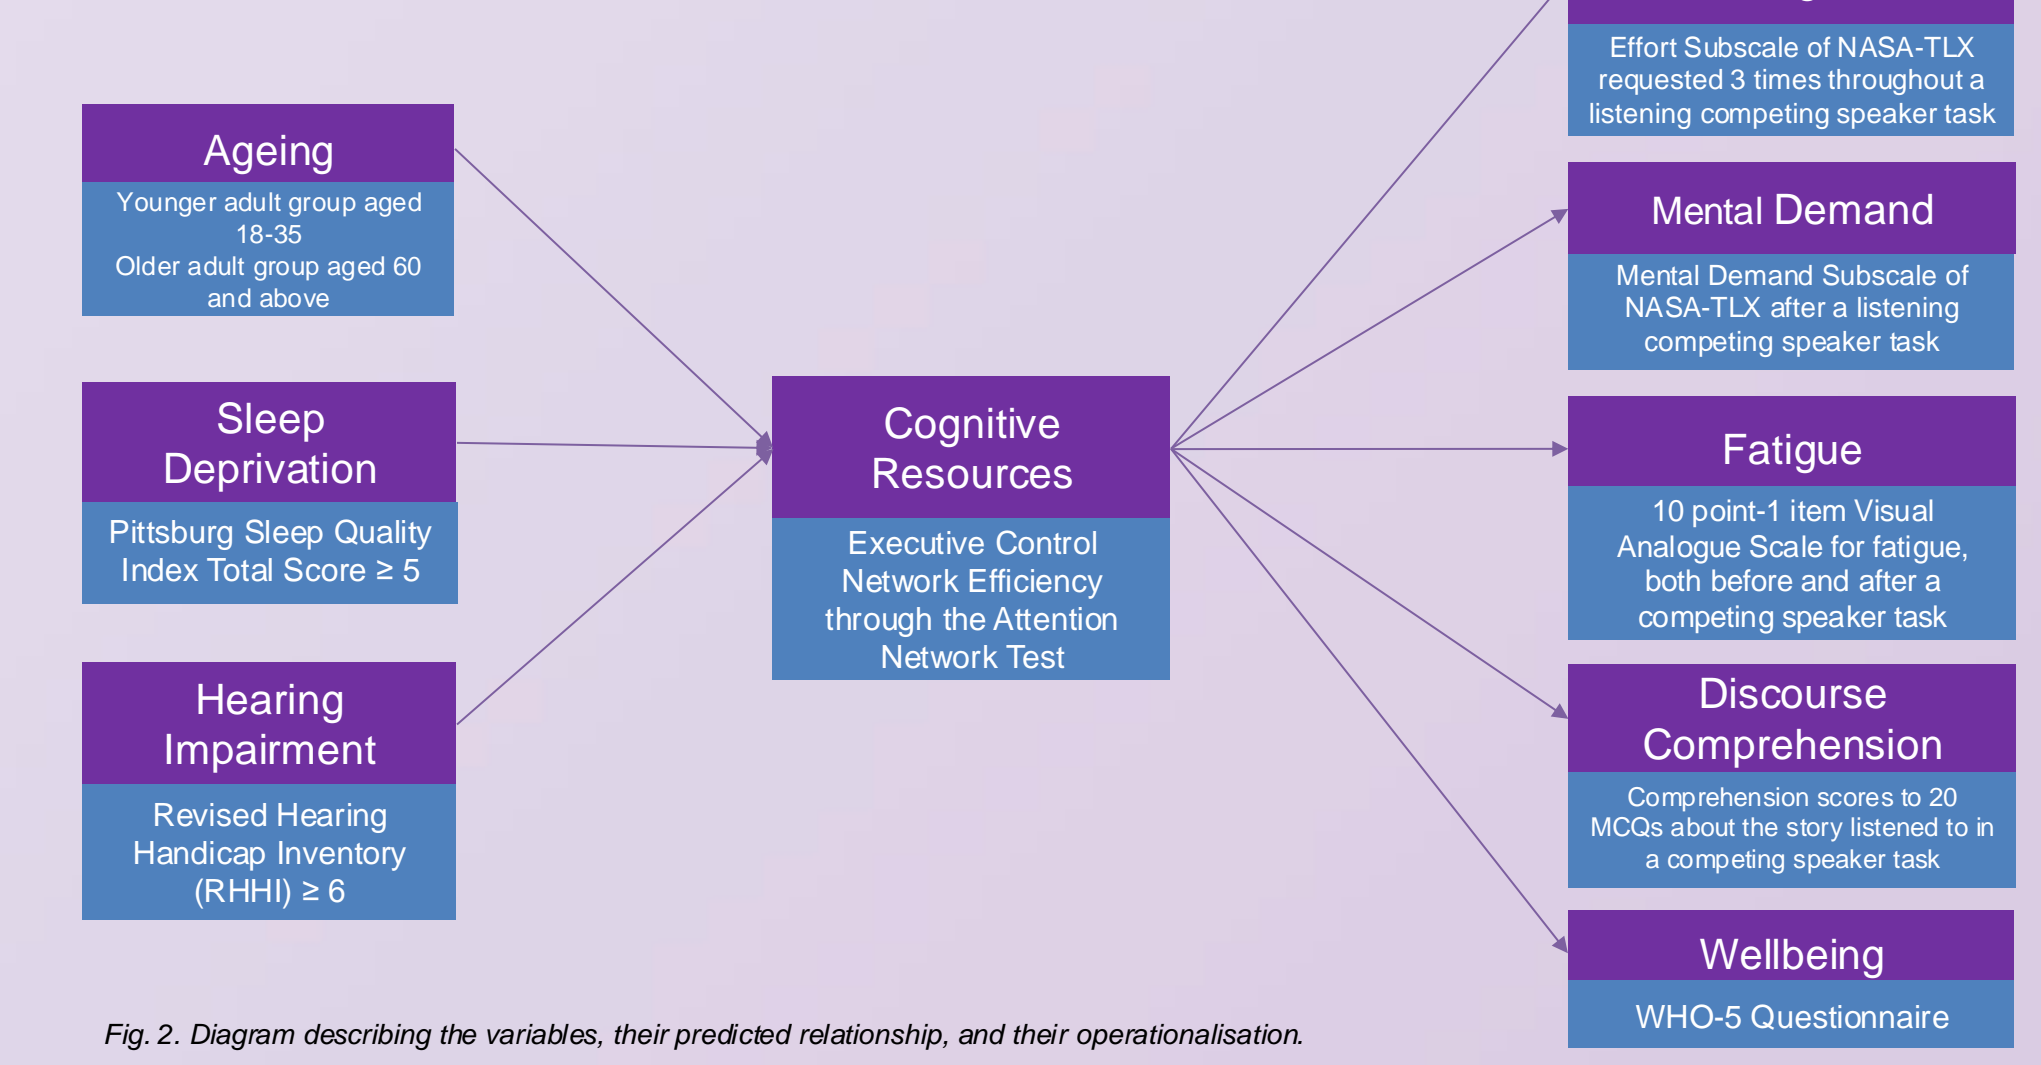 Ageing
Younger adult group aged
18-35
Older adult group aged 60
and above
Sleep
Deprivation
Pittsburg Sleep Quality
Index Total Score ≥ 5
Hearing
Impairment
Revised Hearing
Handicap Inventory
(RHHI) ≥ 6
Cognitive
Resources
Executive Control
Network Efficiency
through the Attention
Network Test
Effort Subscale of NASA-TLX
requested 3 times throughout a
listening competing speaker task
Mental Demand
Mental Demand Subscale of
NASA-TLX after a listening
competing speaker task
Fatigue
10 point-1 item Visual
Analogue Scale for fatigue,
both before and after a
competing speaker task
Discourse
Comprehension
Comprehension scores to 20
MCQs about the story listened to in
a competing speaker task
Wellbeing
WHO-5 Questionnaire
Fig. 2. Diagram describing the variables, their predicted relationship, and their operationalisation.